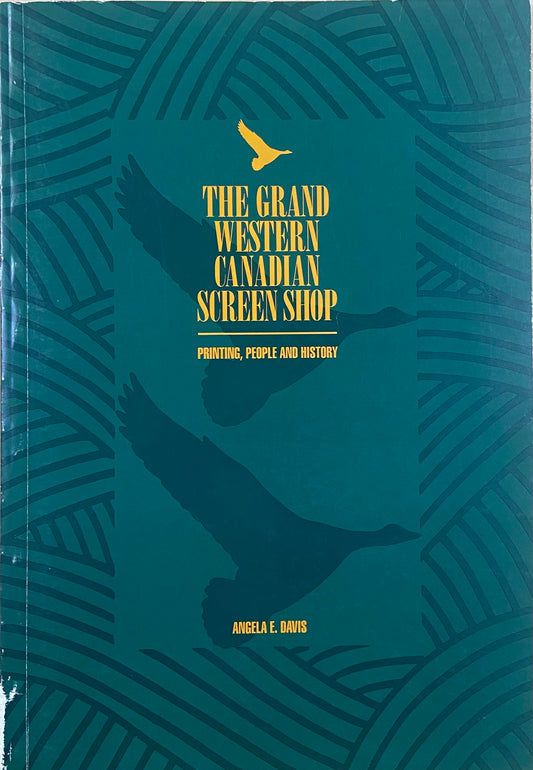 THE GRAND
WESTERN
CANADIAN
SCREEN SHOP
PRINTING, PEOPLE AND HISTORY
ANGELA E. DAVIS